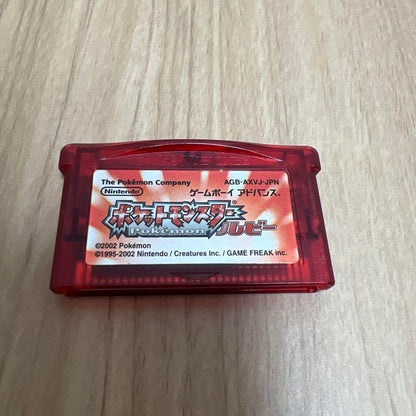 The Pokémon Company AGB-AXVJ-JPN
Nintendo ゲームボーイ アドバンス®
ポケットモンスター
Pokémon ルビー
©2002 Pokémon
©1995-2002 Nintendo / Creatures Inc. / GAME FREAK inc.